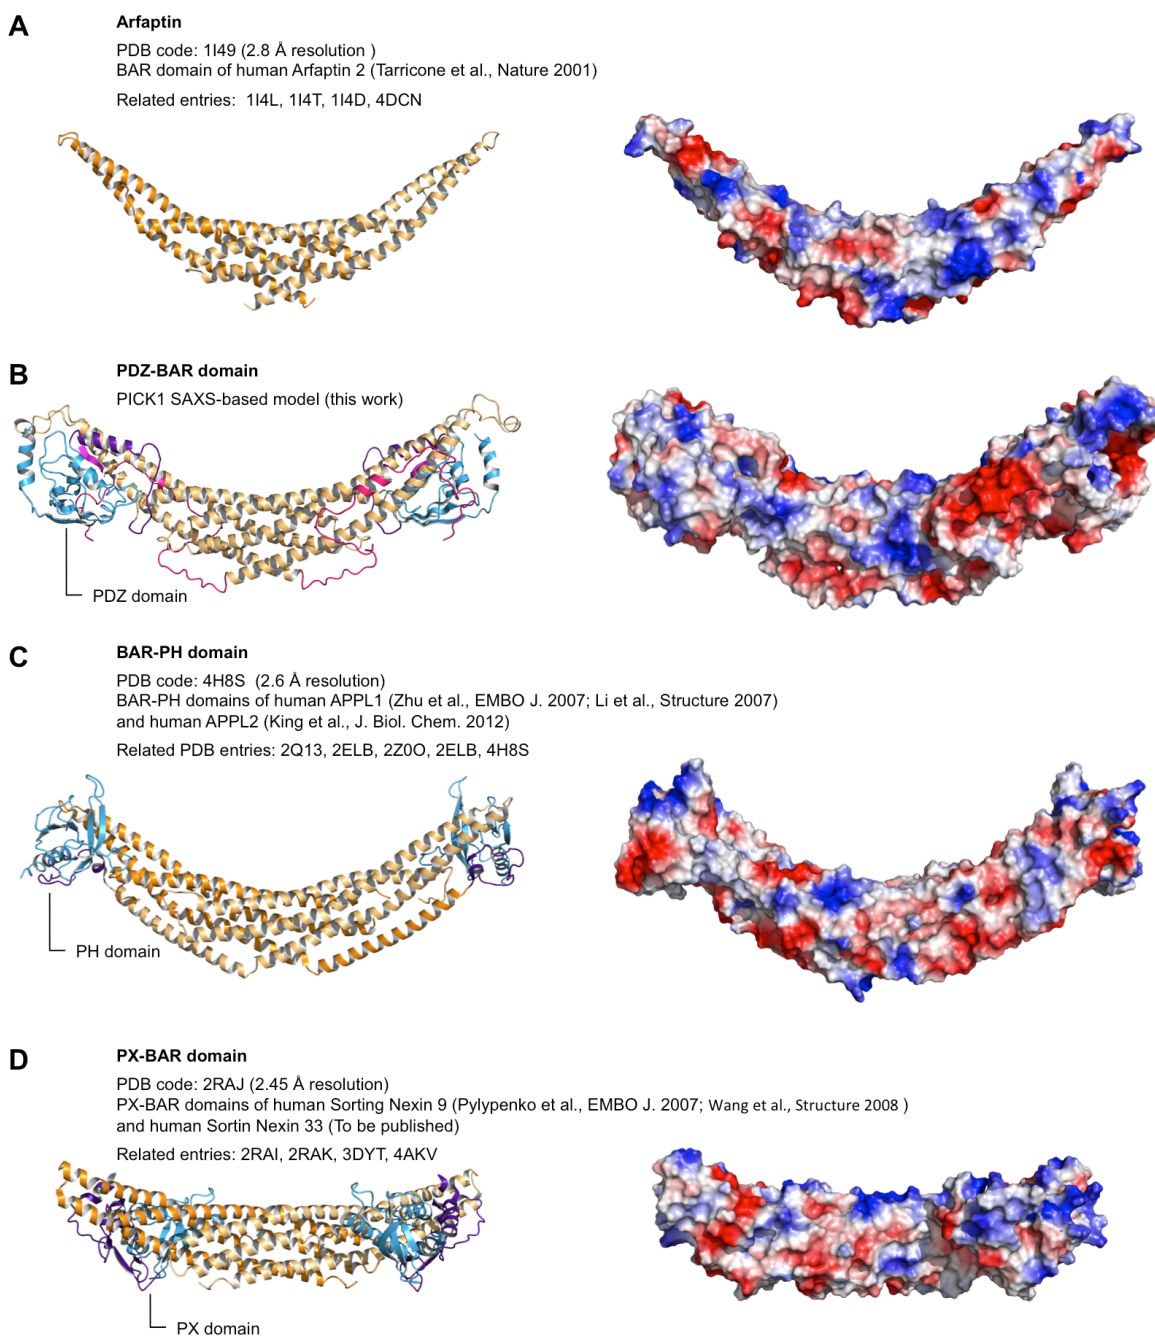 A
Arfaptin
PDB code: 1I49 (2.8 Å resolution )
BAR domain of human Arfaptin 2 (Tarricone et al., Nature 2001)
Related entries: 1I4L, 1I4T, 1I4D, 4DCN
B
PDZ-BAR domain
PICK1 SAXS-based model (this work)
PDZ domain
C
BAR-PH domain
PDB code: 4H8S (2.6 Å resolution)
BAR-PH domains of human APPL1 (Zhu et al., EMBO J. 2007; Li et al., Structure 2007)
and human APPL2 (King et al., J. Biol. Chem. 2012)
Related PDB entries: 2Q13, 2ELB, 2Z0O, 2ELB, 4H8S
PH domain
D
PX-BAR domain
PDB code: 2RAJ (2.45 Å resolution)
PX-BAR domains of human Sorting Nexin 9 (Pylypenko et al., EMBO J. 2007; Wang et al., Structure 2008 )
and human Sortin Nexin 33 (To be published)
Related entries: 2RAI, 2RAK, 3DYT, 4AKV
PX domain